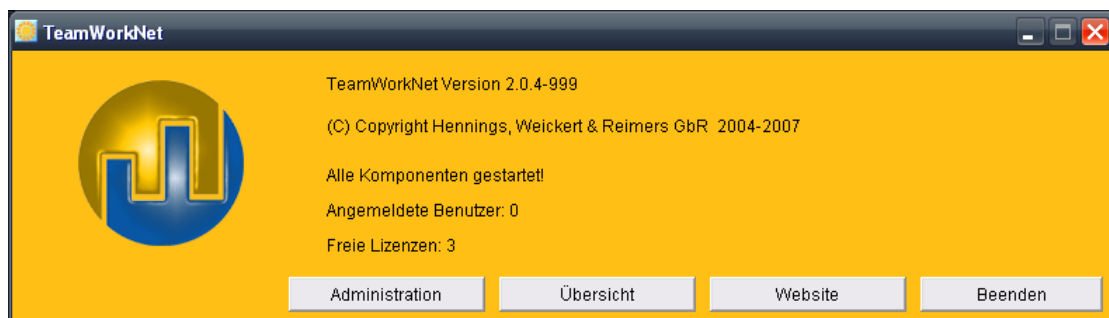 TeamWorkNet
TeamWorkNet Version 2.0.4-999
(C) Copyright Hennings, Weickert & Reimers GbR 2004-2007
Alle Komponenten gestartet!
Angemeldete Benutzer: 0
Freie Lizenzen: 3
Administration Übersicht Website Beenden